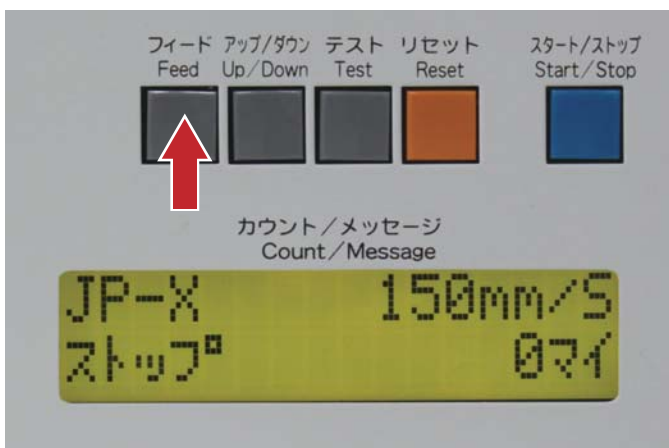 フィード アップ/ダウン テスト リセット スタート/ストップ
Feed Up/Down Test Reset Start/Stop
カウント/メッセージ
Count/Message
JP-X 150mm/S
ストップ 0マイ